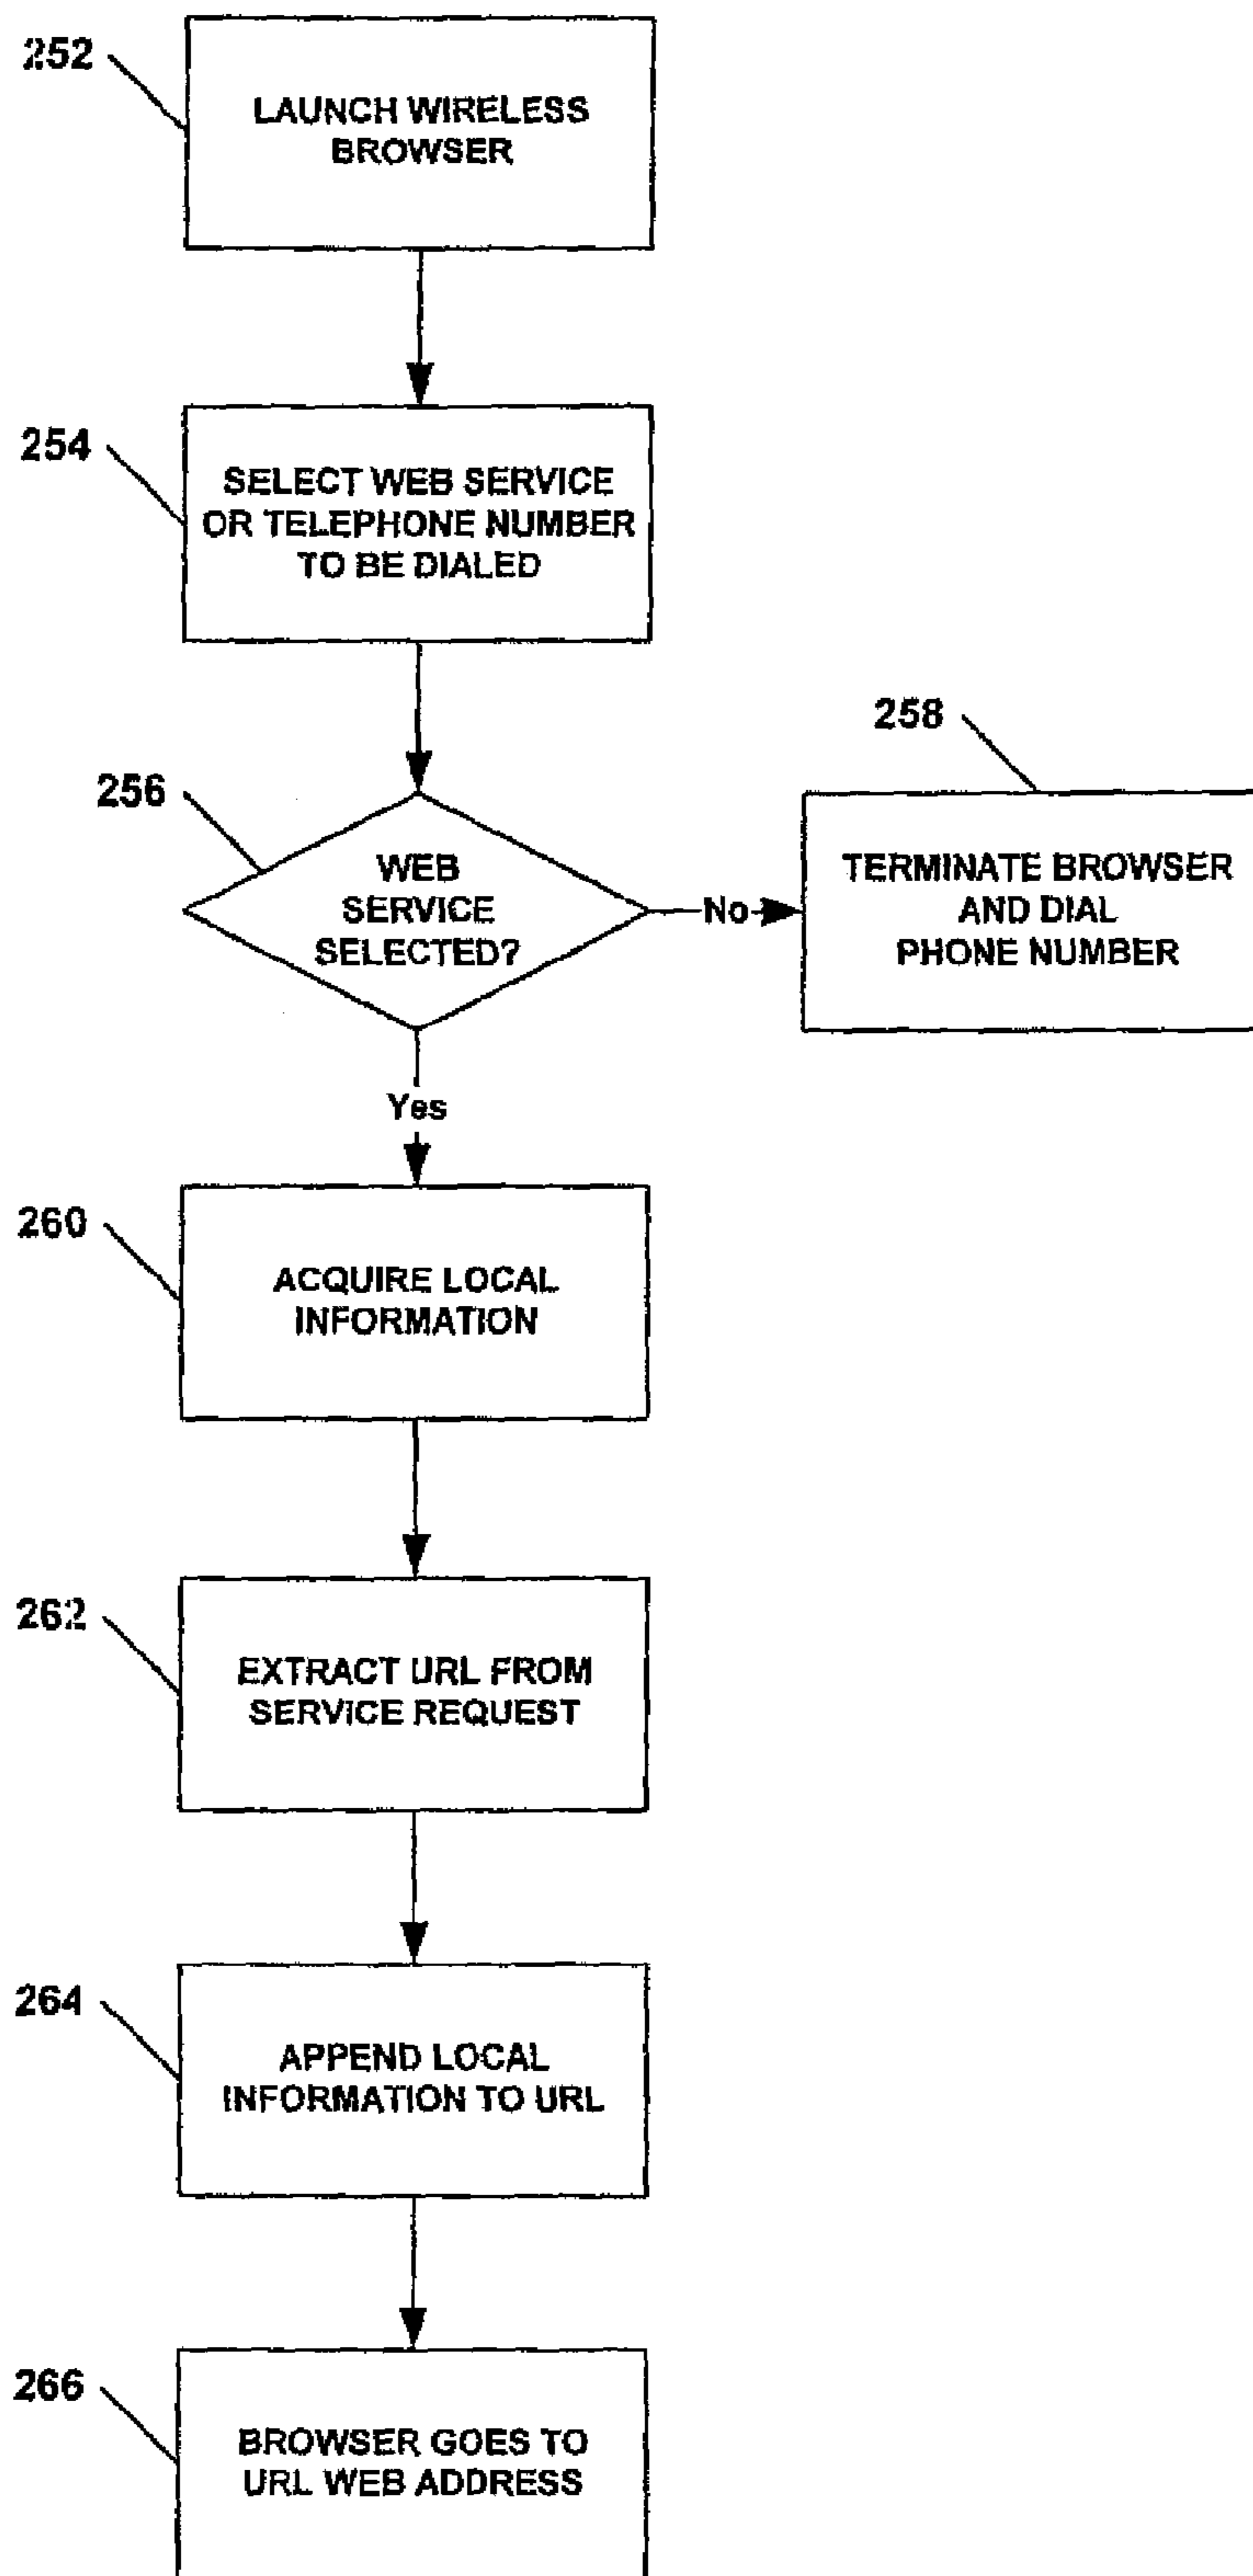 252
LAUNCH WIRELESS
BROWSER
254
SELECT WEB SERVICE
OR TELEPHONE NUMBER
TO BE DIALED
256
WEB
SERVICE
SELECTED?
No
258
TERMINATE BROWSER
AND DIAL
PHONE NUMBER
Yes
260
ACQUIRE LOCAL
INFORMATION
262
EXTRACT URL FROM
SERVICE REQUEST
264
APPEND LOCAL
INFORMATION TO URL
266
BROWSER GOES TO
URL WEB ADDRESS